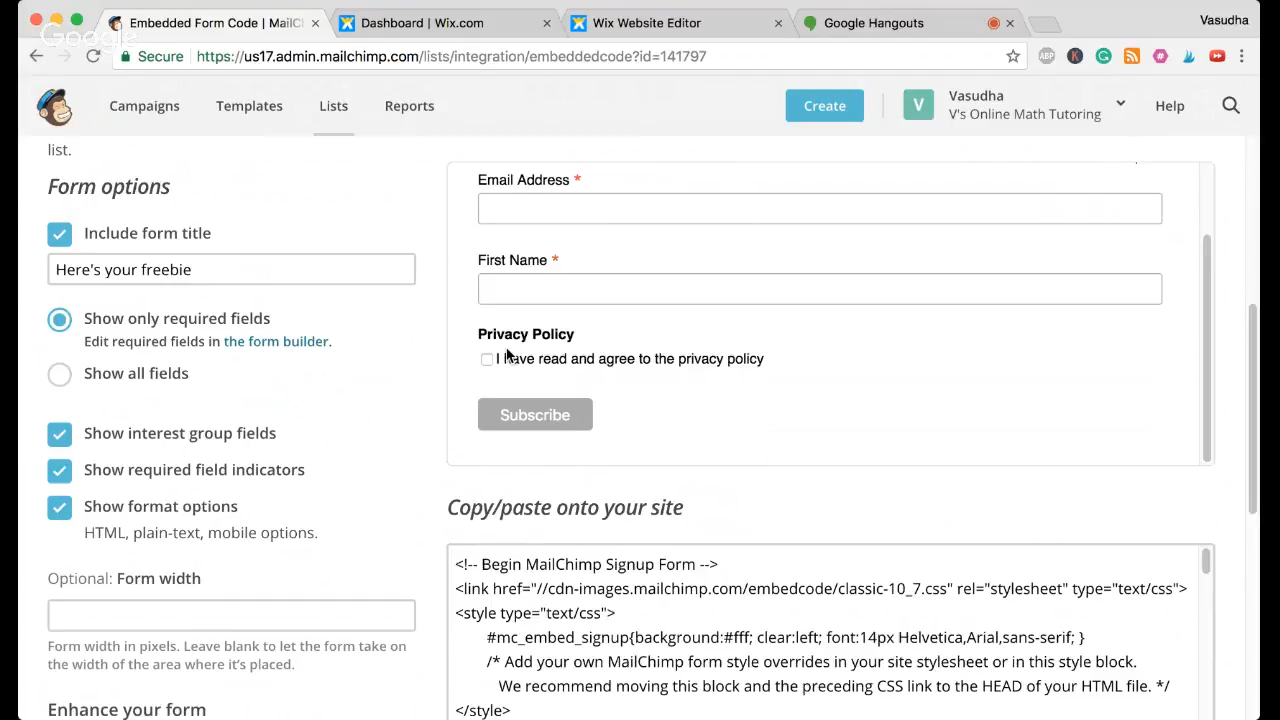 Embedded Form Code | MailC
Dashboard | Wix.com
Wix Website Editor
Google Hangouts
Vasudha
Google
Secure
https://us17.admin.mailchimp.com/lists/integration/embeddedcode?id=141797
ABP
K
Campaigns
Templates
Lists
Reports
Create
V
Vasudha
V's Online Math Tutoring
Help
list.
Form options
Include form title
Here's your freebie
Show only required fields
Edit required fields in the form builder.
Show all fields
Show interest group fields
Show required field indicators
Show format options
HTML, plain-text, mobile options.
Optional: Form width
Form width in pixels. Leave blank to let the form take on
the width of the area where it's placed.
Enhance your form
Email Address *
First Name *
Privacy Policy
I have read and agree to the privacy policy
Subscribe
Copy/paste onto your site
<!-- Begin MailChimp Signup Form -->
<link href="//cdn-images.mailchimp.com/embedcode/classic-10_7.css" rel="stylesheet" type="text/css">
<style type="text/css">
#mc_embed_signup{background:#fff; clear:left; font:14px Helvetica,Arial,sans-serif; }
/* Add your own MailChimp form style overrides in your site stylesheet or in this style block.
We recommend moving this block and the preceding CSS link to the HEAD of your HTML file. */
</style>